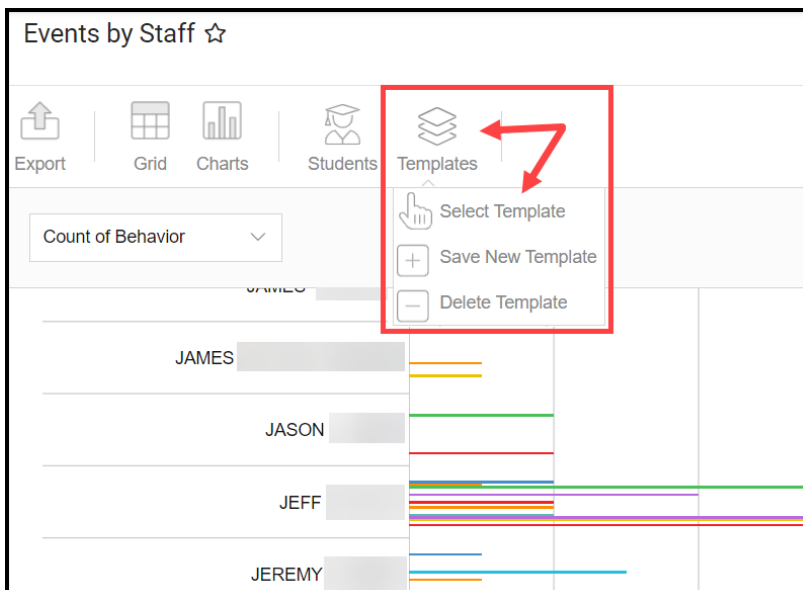 Events by Staff
Export
Grid
Charts
Students
Templates
Select Template
Save New Template
Delete Template
Count of Behavior
JAMES
JAMES
JASON
JEFF
JEREMY